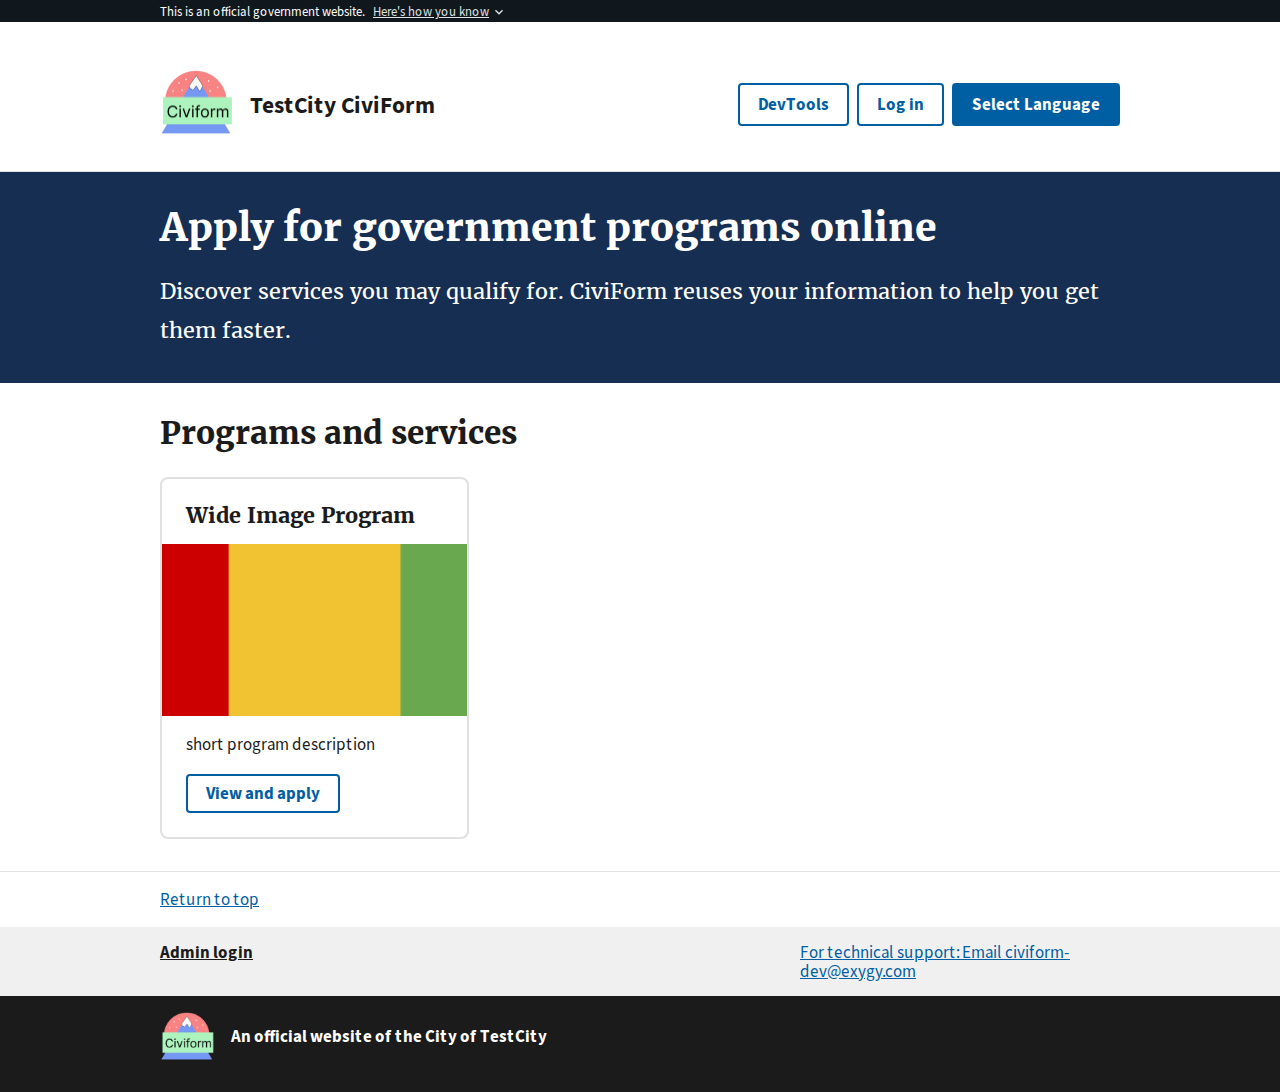 This is an official government website. Here's how you know
Civiform
TestCity CiviForm
DevTools
Log in
Select Language
Apply for government programs online
Discover services you may qualify for. CiviForm reuses your information to help you get
them faster.
Programs and services
Wide Image Program
short program description
View and apply
Return to top
Admin login
For technical support: Email civiform-
dev@exygy.com
Civiform
An official website of the City of TestCity